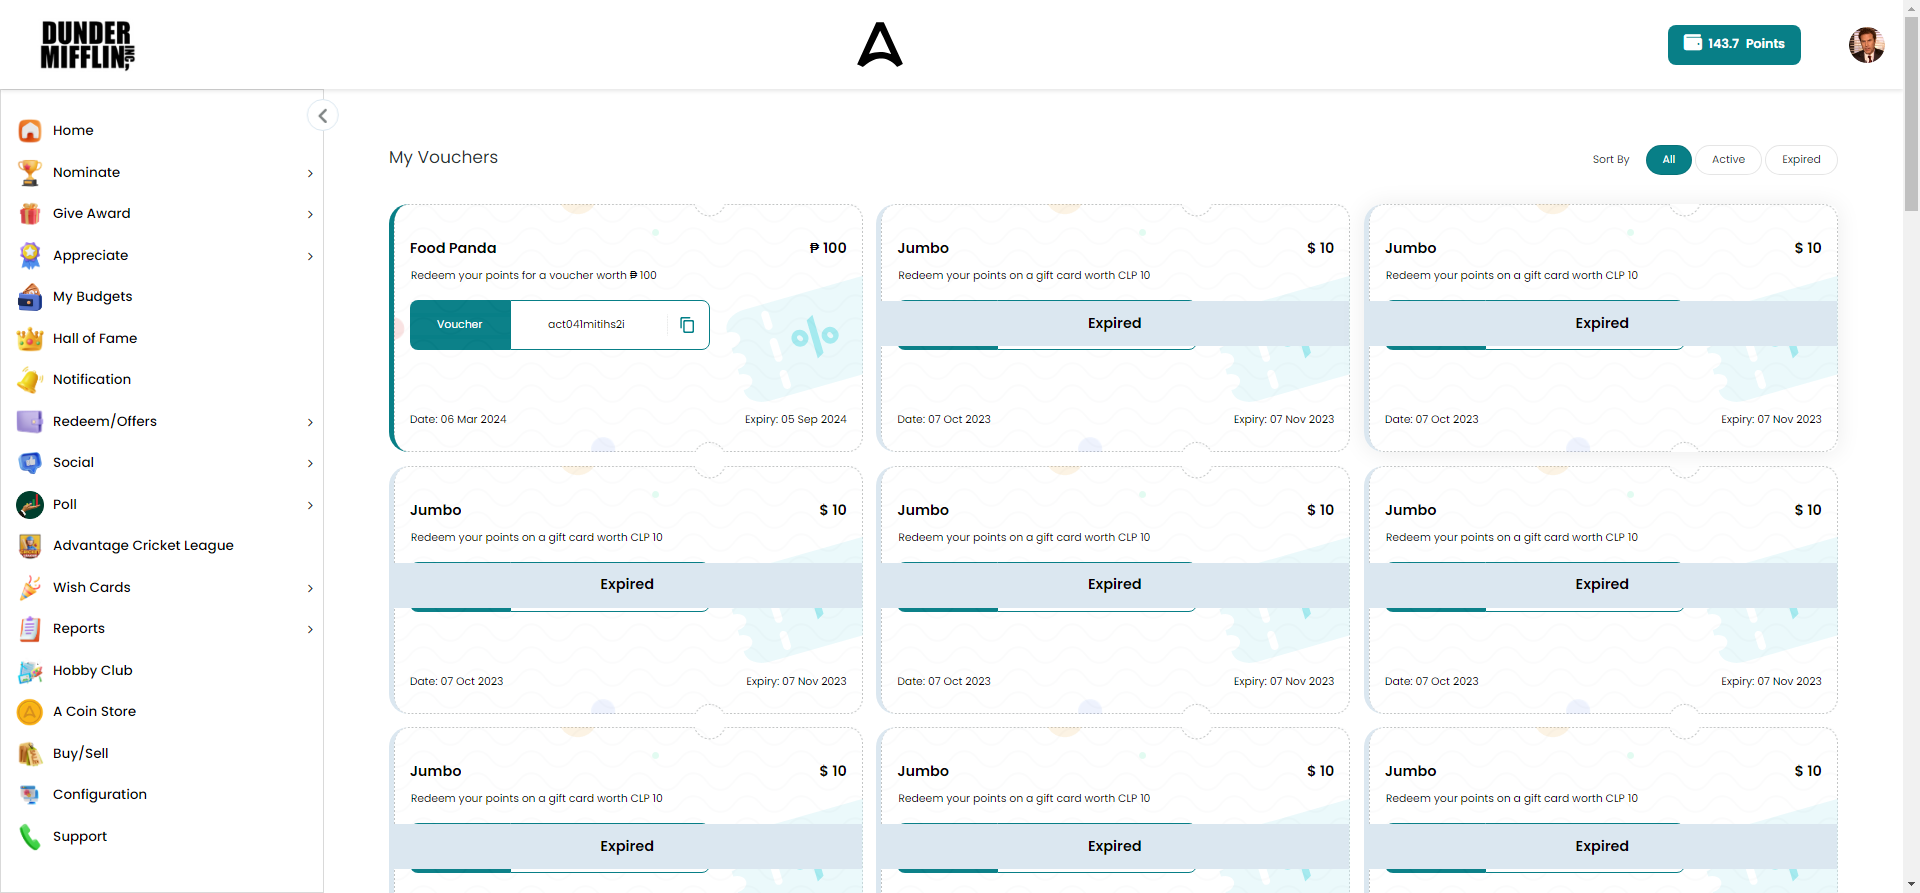 DUNDER
MIFFLIN, INC
143.7 Points
Home
Nominate
Give Award
Appreciate
My Budgets
Hall of Fame
Notification
Redeem/Offers
Social
Poll
Advantage Cricket League
Wish Cards
Reports
Hobby Club
A Coin Store
Buy/Sell
Configuration
Support
My Vouchers
Sort By All Active Expired
Food Panda ₱ 100
Redeem your points for a voucher worth ₱ 100
Voucher act041mitihs2i
Date: 06 Mar 2024 Expiry: 05 Sep 2024
Jumbo $ 10
Redeem your points on a gift card worth CLP 10
Expired
Date: 07 Oct 2023 Expiry: 07 Nov 2023
Jumbo $ 10
Redeem your points on a gift card worth CLP 10
Expired
Date: 07 Oct 2023 Expiry: 07 Nov 2023
Jumbo $ 10
Redeem your points on a gift card worth CLP 10
Expired
Date: 07 Oct 2023 Expiry: 07 Nov 2023
Jumbo $ 10
Redeem your points on a gift card worth CLP 10
Expired
Date: 07 Oct 2023 Expiry: 07 Nov 2023
Jumbo $ 10
Redeem your points on a gift card worth CLP 10
Expired
Date: 07 Oct 2023 Expiry: 07 Nov 2023
Jumbo $ 10
Redeem your points on a gift card worth CLP 10
Expired
Jumbo $ 10
Redeem your points on a gift card worth CLP 10
Expired
Jumbo $ 10
Redeem your points on a gift card worth CLP 10
Expired